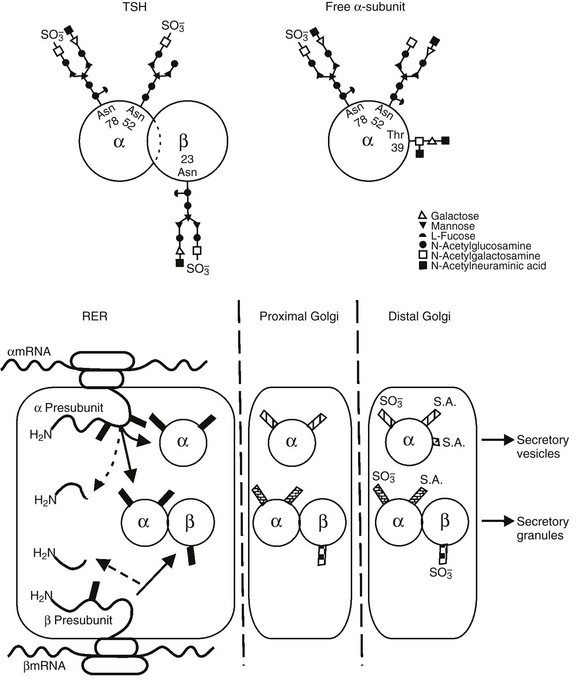 TSH
Free α-subunit
SO3̄
SO3̄
SO3̄
Asn
78
Asn
52
α
β
23
Asn
SO3̄
Asn
78
Asn
52
α
Thr
39
Galactose
Mannose
L-Fucose
N-Acetylglucosamine
N-Acetylgalactosamine
N-Acetylneuraminic acid
RER
Proximal Golgi
Distal Golgi
αmRNA
α Presubunit
H2N
α
α
SO3̄
S.A.
α
S.A.
Secretory
vesicles
H2N
α
β
α
β
SO3̄
S.A.
α
β
SO3̄
Secretory
granules
H2N
H2N
β Presubunit
βmRNA